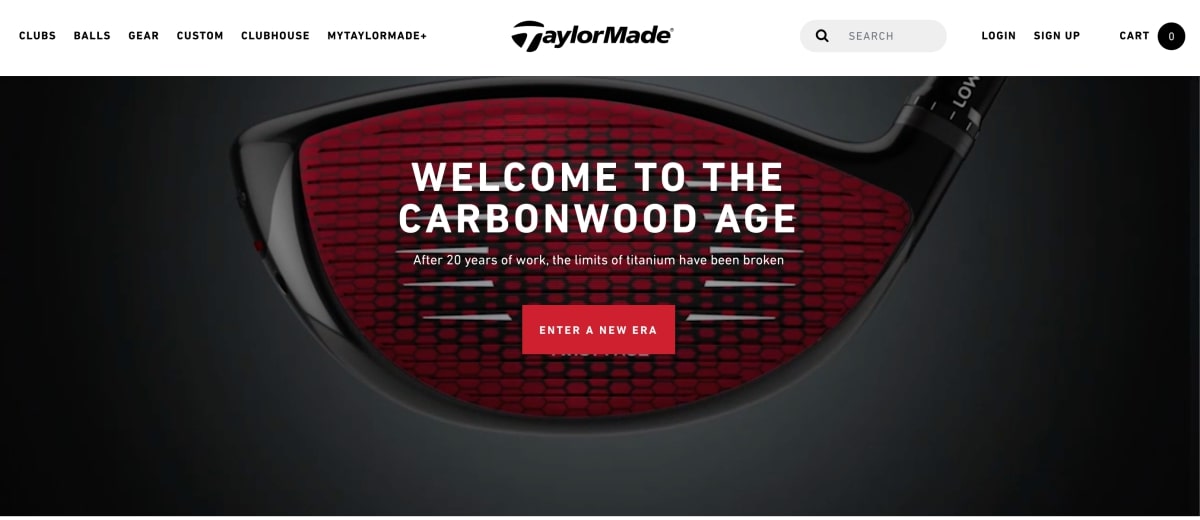 CLUBS BALLS GEAR CUSTOM CLUBHOUSE MYTAYLORMADE+ TaylorMade® SEARCH LOGIN SIGN UP CART 0
LOW
WELCOME TO THE
CARBONWOOD AGE
After 20 years of work, the limits of titanium have been broken
ENTER A NEW ERA